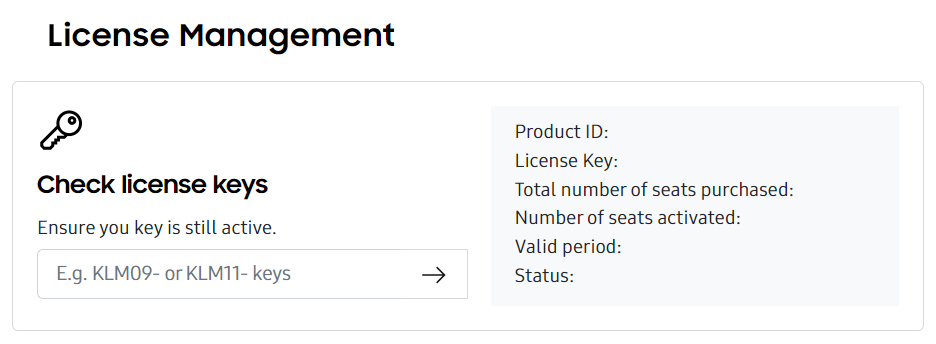 License Management
Check license keys
Ensure you key is still active.
E.g. KLM09- or KLM11- keys
Product ID:
License Key:
Total number of seats purchased:
Number of seats activated:
Valid period:
Status: